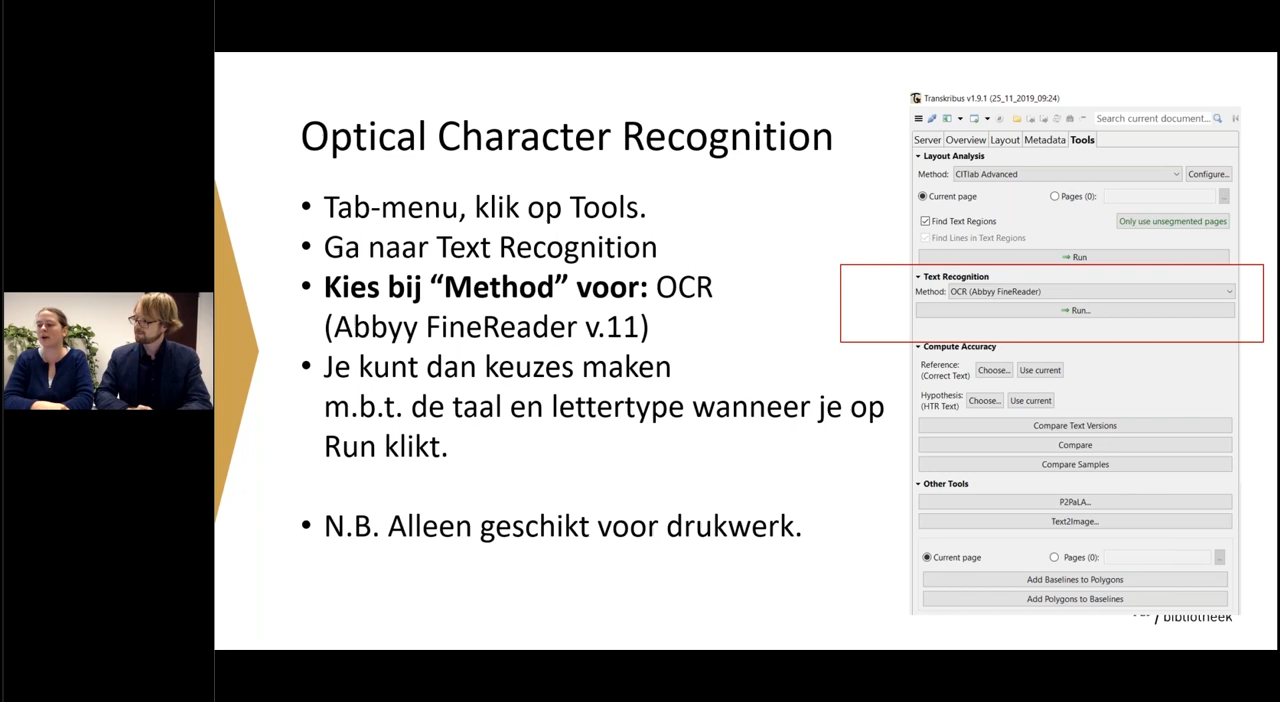 Optical Character Recognition
• Tab-menu, klik op Tools.
• Ga naar Text Recognition
• Kies bij “Method” voor: OCR
(Abbyy FineReader v.11)
• Je kunt dan keuzes maken
m.b.t. de taal en lettertype wanneer je op
Run klikt.
• N.B. Alleen geschikt voor drukwerk.
Transkribus v1.9.1 (25_11_2019_09:24)
Search current document...
Server Overview Layout Metadata Tools
Layout Analysis
Method: CITlab Advanced Configure...
Current page Pages (0): ...
Find Text Regions Only use unsegmented pages
Find Lines in Text Regions
Run
Text Recognition
Method: OCR (Abbyy FineReader)
Run...
Compute Accuracy
Reference:
(Correct Text) Choose... Use current
Hypothesis:
(HTR Text) Choose... Use current
Compare Text Versions
Compare
Compare Samples
Other Tools
P2PaLA...
Text2Image...
Current page Pages (0): ...
Add Baselines to Polygons
Add Polygons to Baselines
/ bibliotheek